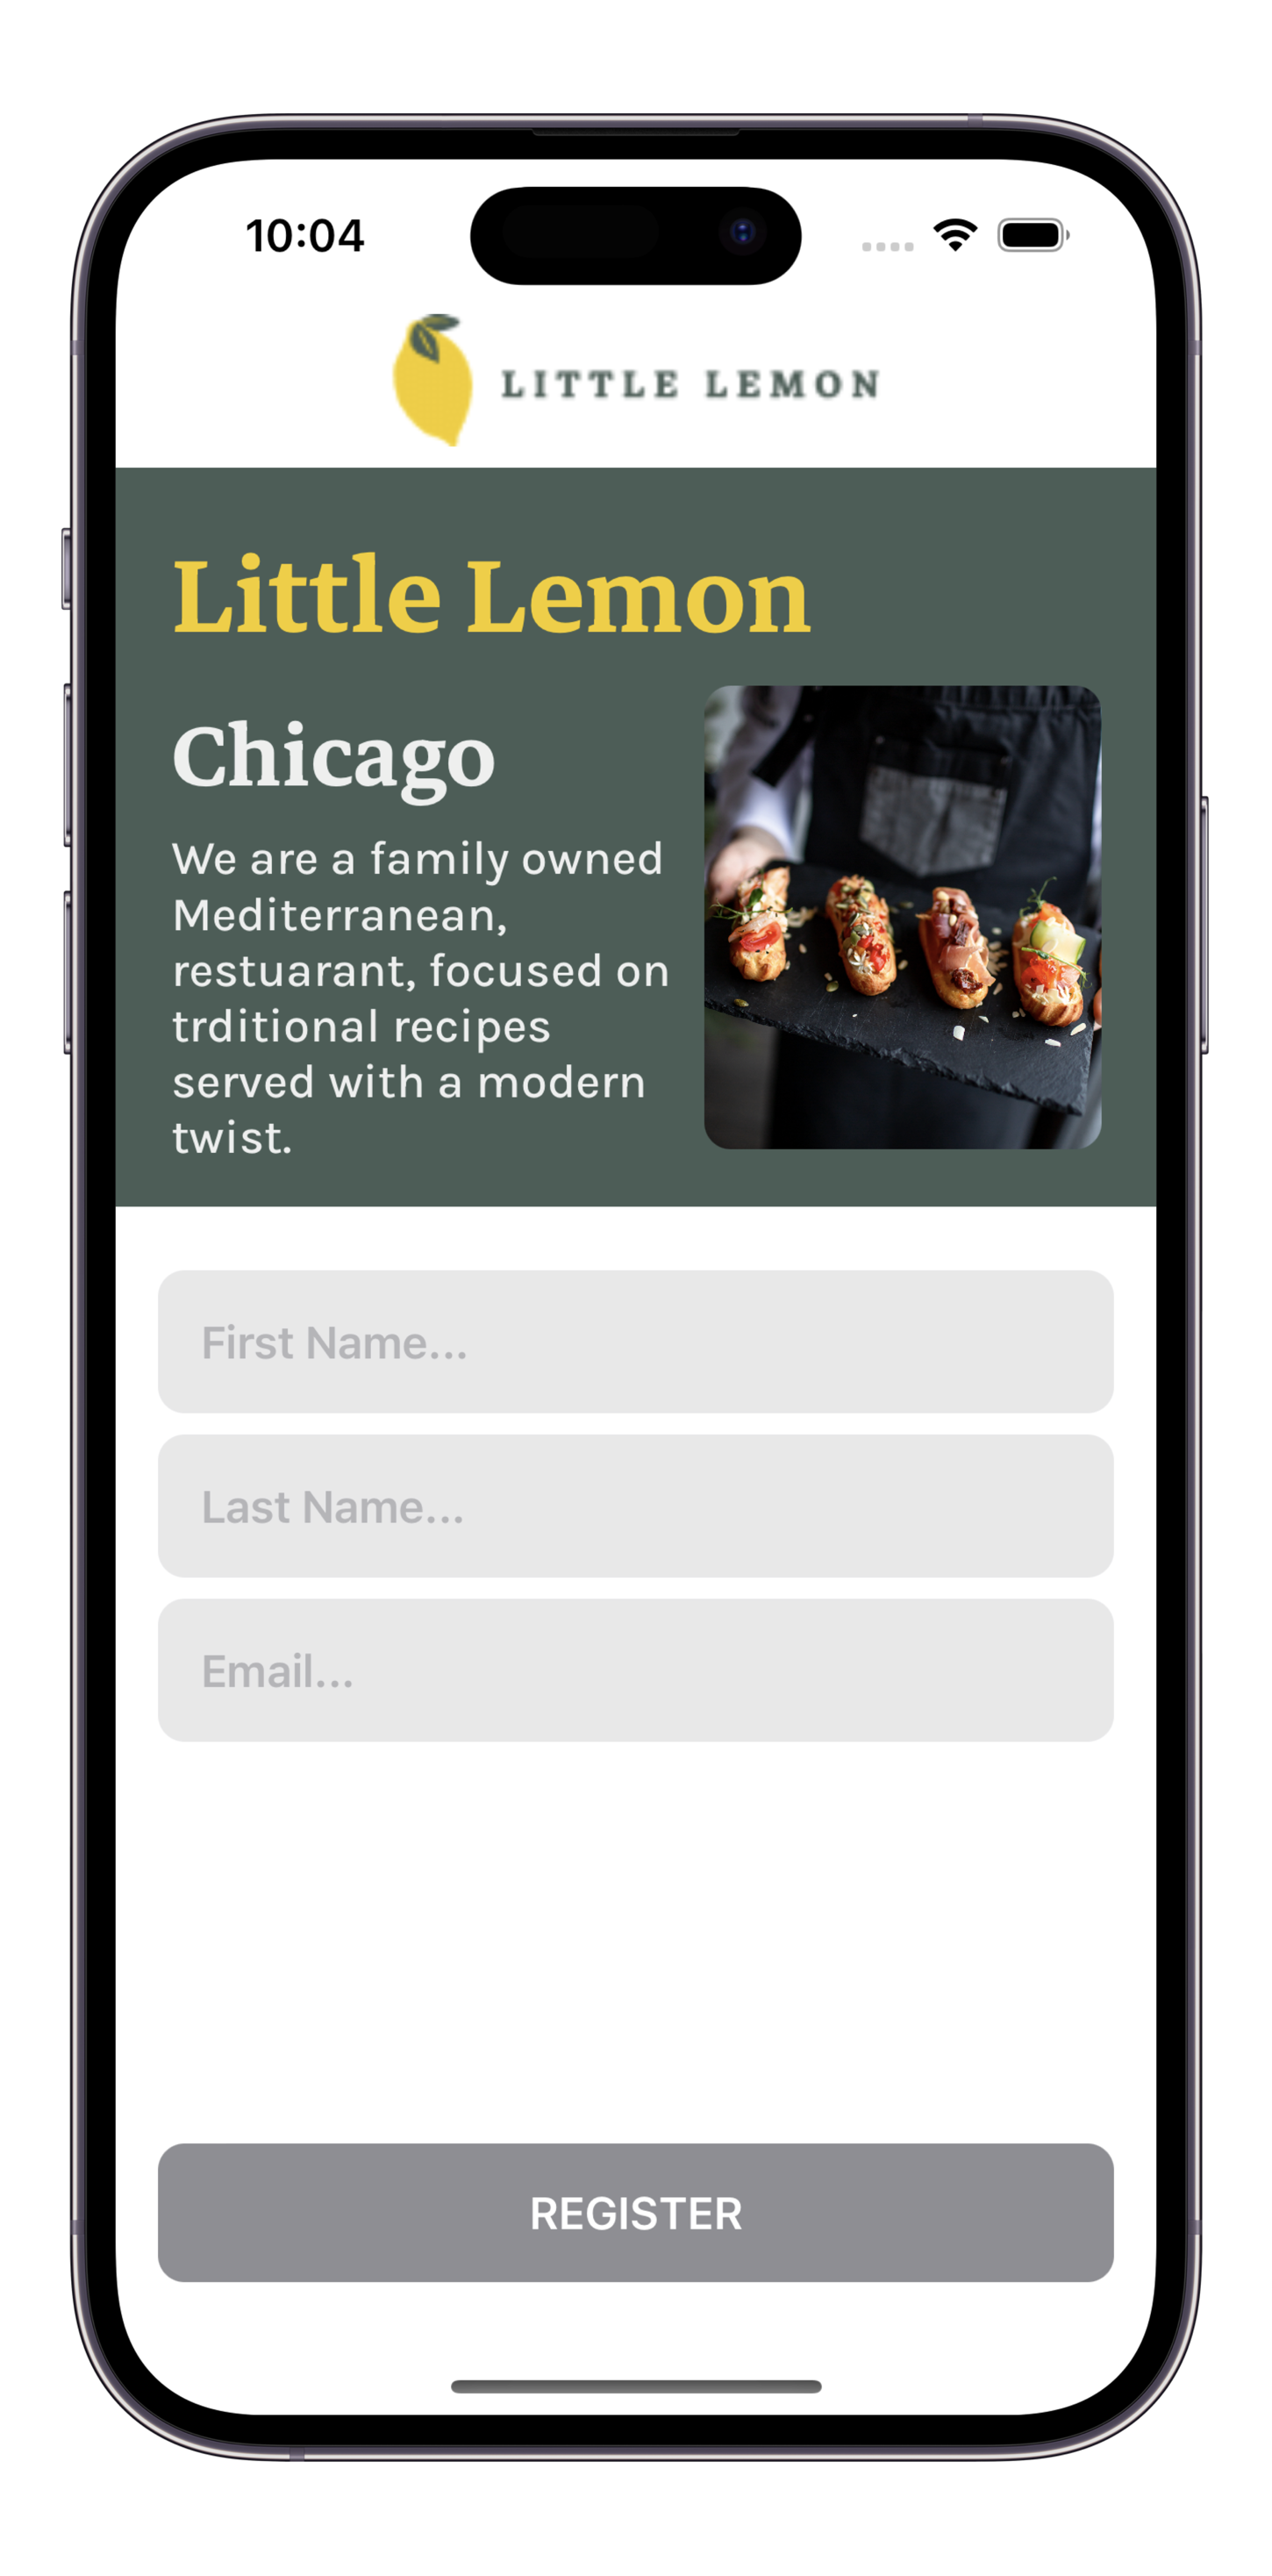 10:04
LITTLE LEMON
Little Lemon
Chicago
We are a family owned
Mediterranean,
restuarant, focused on
trditional recipes
served with a modern
twist.
First Name...
Last Name...
Email...
REGISTER